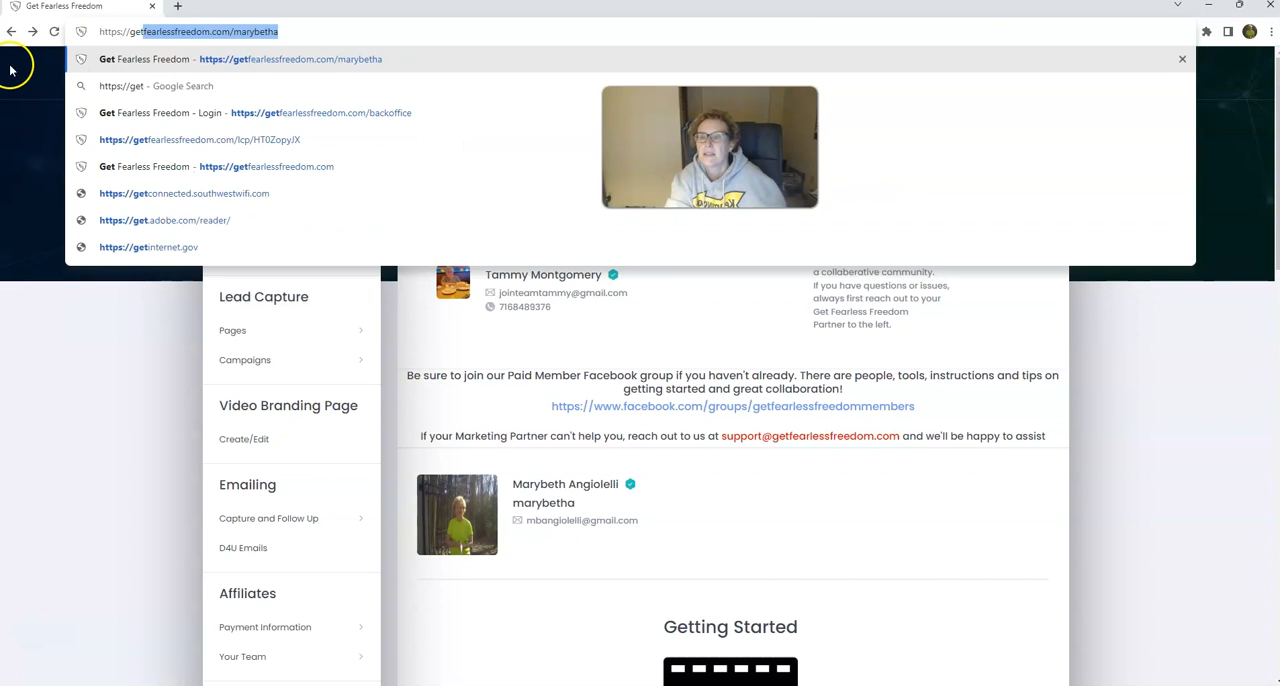 Get Fearless Freedom
https://getfearlessfreedom.com/marybetha
Get Fearless Freedom - https://getfearlessfreedom.com/marybetha
https://get - Google Search
Get Fearless Freedom - Login - https://getfearlessfreedom.com/backoffice
https://getfearlessfreedom.com/lcp/HT0ZopyJX
Get Fearless Freedom - https://getfearlessfreedom.com
https://getconnected.southwestwifi.com
https://get.adobe.com/reader/
https://getinternet.gov
Lead Capture
Pages
Campaigns
Video Branding Page
Create/Edit
Emailing
Capture and Follow Up
D4U Emails
Affiliates
Payment Information
Your Team
Tammy Montgomery
jointeamtammy@gmail.com
7168489376
a collaborative community.
If you have questions or issues,
always first reach out to your
Get Fearless Freedom
Partner to the left.
Be sure to join our Paid Member Facebook group if you haven't already. There are people, tools, instructions and tips on
getting started and great collaboration!
https://www.facebook.com/groups/getfearlessfreedommembers
If your Marketing Partner can't help you, reach out to us at support@getfearlessfreedom.com and we'll be happy to assist
Marybeth Angiolelli
marybetha
mbangiolelli@gmail.com
Getting Started